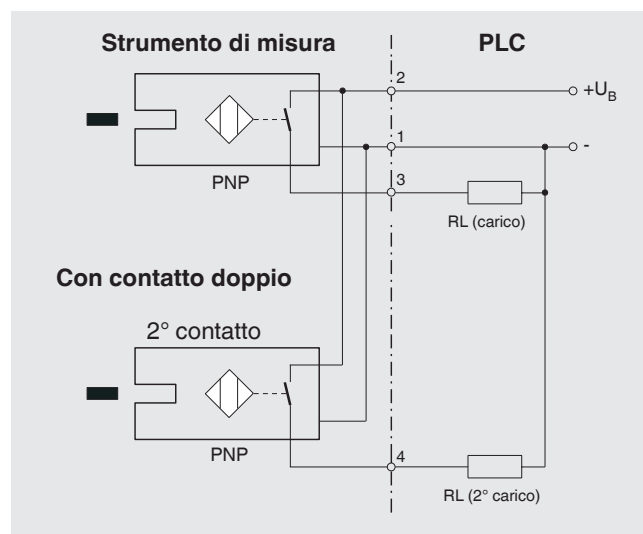 Strumento di misura
PLC
2
+UB
1
-
3
PNP
RL (carico)
Con contatto doppio
2° contatto
4
PNP
RL (2° carico)